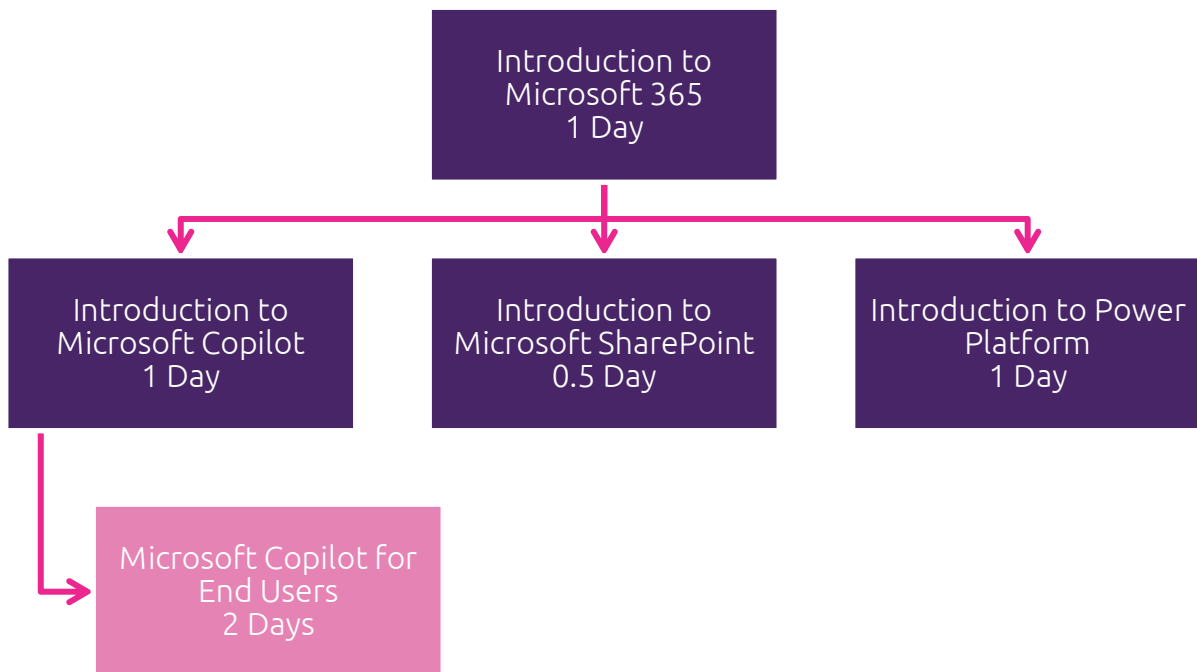 Introduction to
Microsoft 365
1 Day
Introduction to
Microsoft Copilot
1 Day
Introduction to
Microsoft SharePoint
0.5 Day
Introduction to Power
Platform
1 Day
Microsoft Copilot for
End Users
2 Days